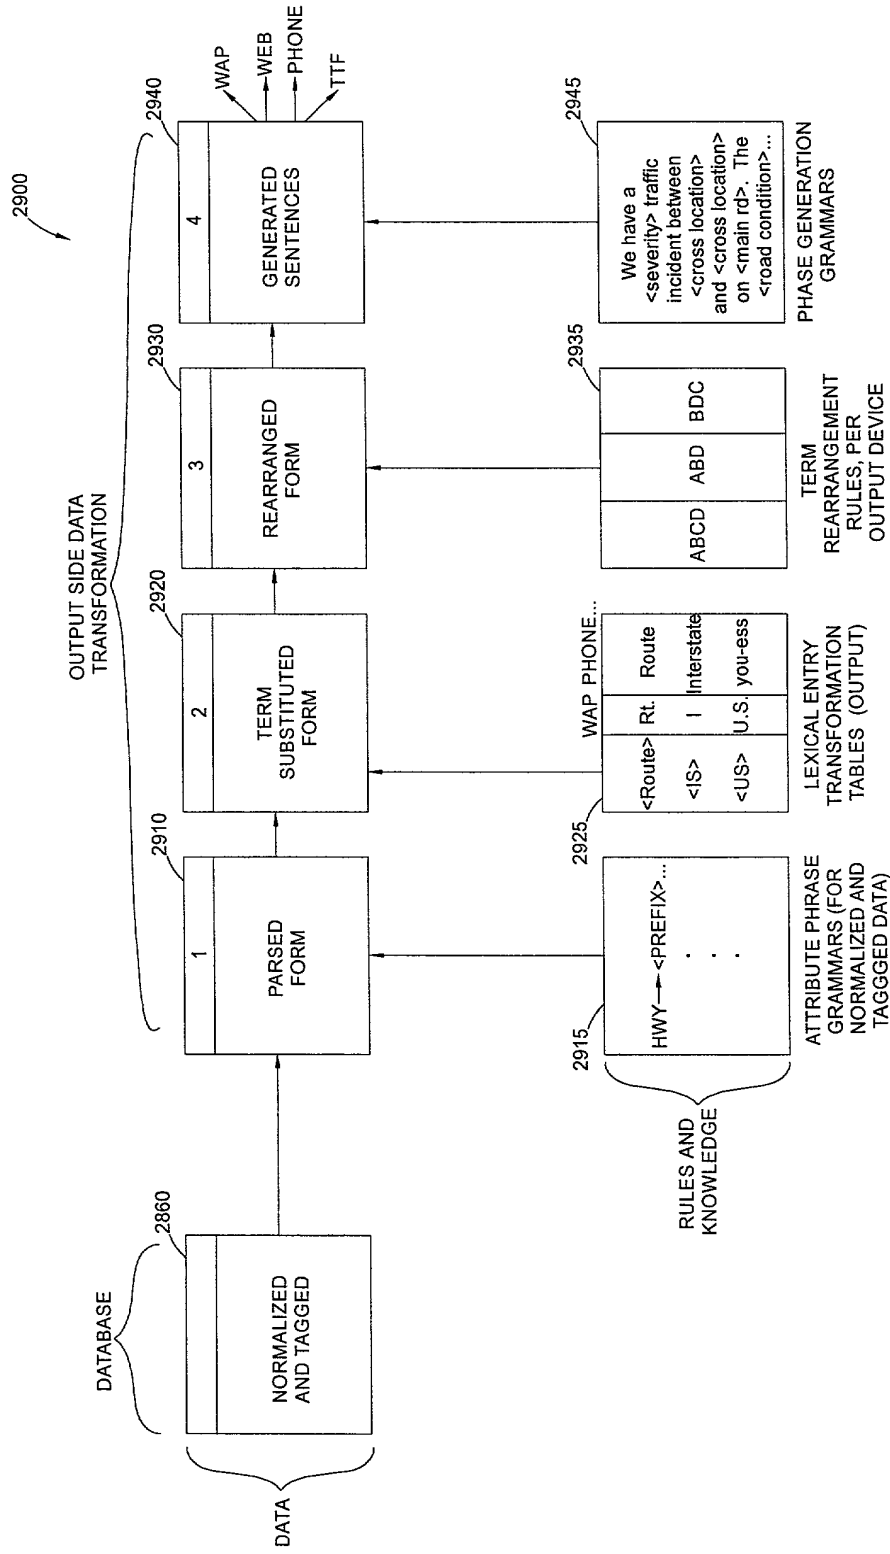 2900
OUTPUT SIDE DATA
TRANSFORMATION
DATABASE
2860
NORMALIZED
AND TAGGED
DATA
2910
1
PARSED
FORM
2920
2
TERM
SUBSTITUTED
FORM
2930
3
REARRANGED
FORM
2940
4
GENERATED
SENTENCES
WAP
WEB
PHONE
TTF
RULES AND
KNOWLEDGE
2915
HWY <PREFIX>...
ATTRIBUTE PHRASE
GRAMMARS (FOR
NORMALIZED AND
TAGGGED DATA)
2925
WAP PHONE...
<Route> Rt. Route
<IS> I Interstate
<US> U.S. you-ess
LEXICAL ENTRY
TRANSFORMATION
TABLES (OUTPUT)
2935
ABCD ABD BDC
TERM
REARRANGEMENT
RULES, PER
OUTPUT DEVICE
2945
We have a
<severity> traffic
incident between
<cross location>
and <cross location>
on <main rd>. The
<road condition>...
PHASE GENERATION
GRAMMARS